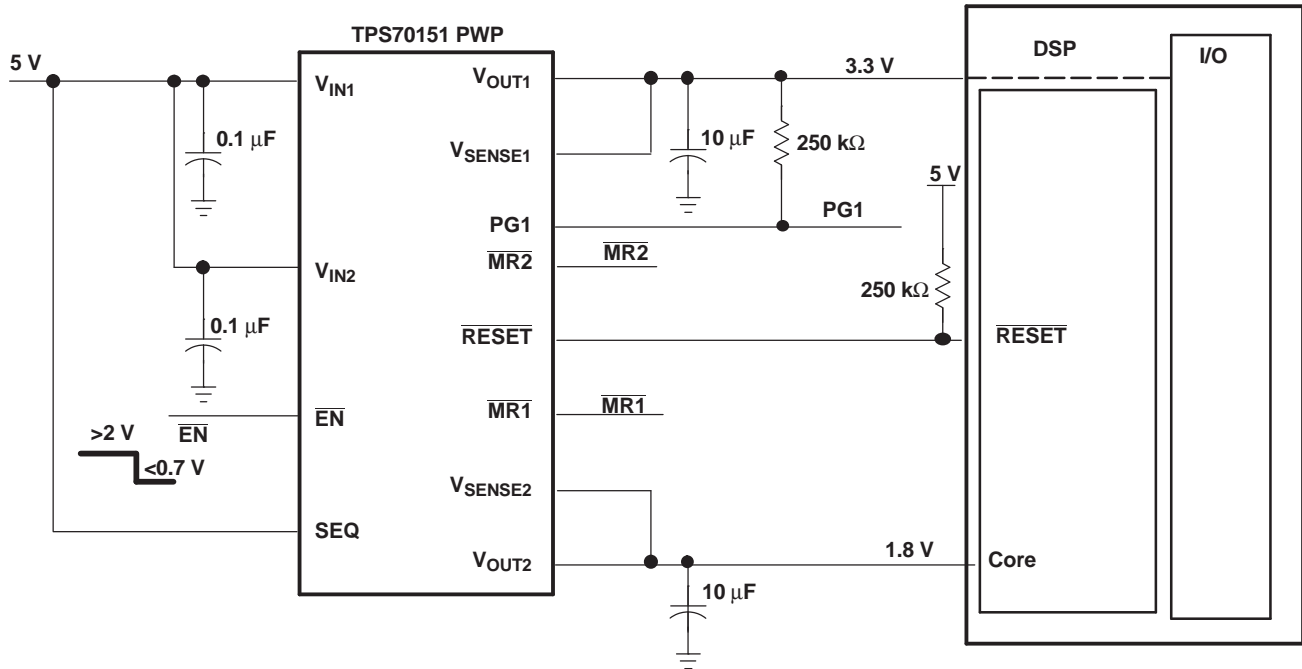 TPS70151 PWP
5 V
VIN1
0.1 μF
VIN2
0.1 μF
EN
EN
>2 V
<0.7 V
SEQ
VOUT1
VSENSE1
PG1
MR2
MR2
RESET
MR1
MR1
VSENSE2
VOUT2
3.3 V
10 μF
250 kΩ
PG1
5 V
250 kΩ
1.8 V
10 μF
DSP
I/O
RESET
Core